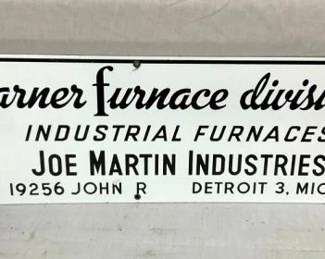 arner furnace divisi
INDUSTRIAL FURNACES
JOE MARTIN INDUSTRIES
19256 JOHN R DETROIT 3, MIC